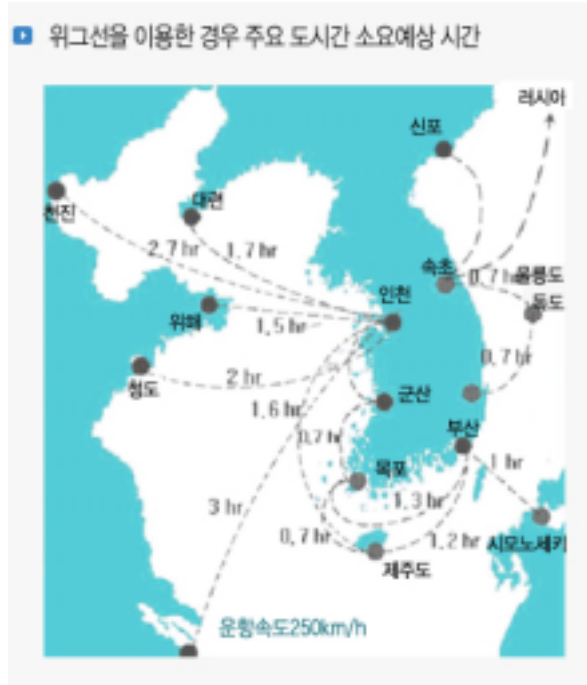 위그선을 이용한 경우 주요 도시간 소요예상 시간
러시아
신포
천진
대련
2.7 hr
1.7 hr
속초
0.7 hr
울릉도
독도
인천
위해
1.5 hr
0.7 hr
청도
2 hr
1.6 hr
군산
부산
0.7 hr
목포
1 hr
3 hr
1.3 hr
0.7 hr
1.2 hr
시모노세키
제주도
운항속도250km/h